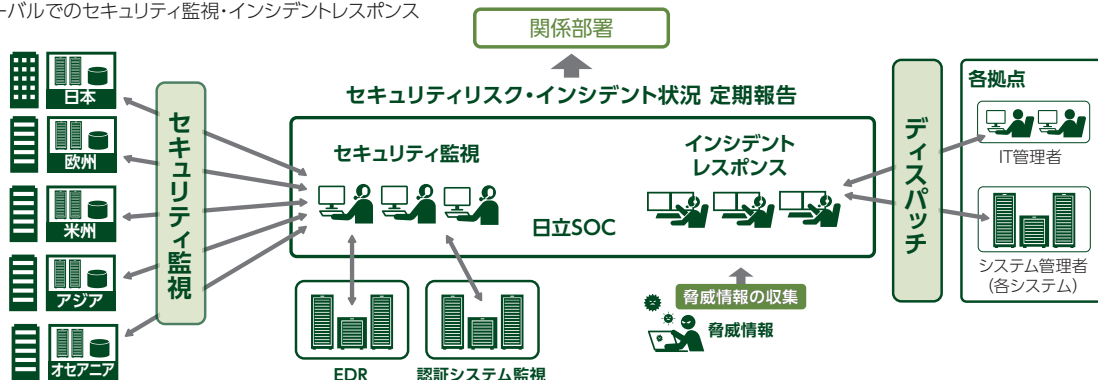 ーバルでのセキュリティ監視・インシデントレスポンス
関係部署
セキュリティリスク・インシデント状況 定期報告
日本
欧州
米州
アジア
オセアニア
セキュリティ監視
セキュリティ監視
インシデント
レスポンス
日立SOC
EDR
認証システム監視
脅威情報の収集
脅威情報
ディスパッチ
各拠点
IT管理者
システム管理者
(各システム)